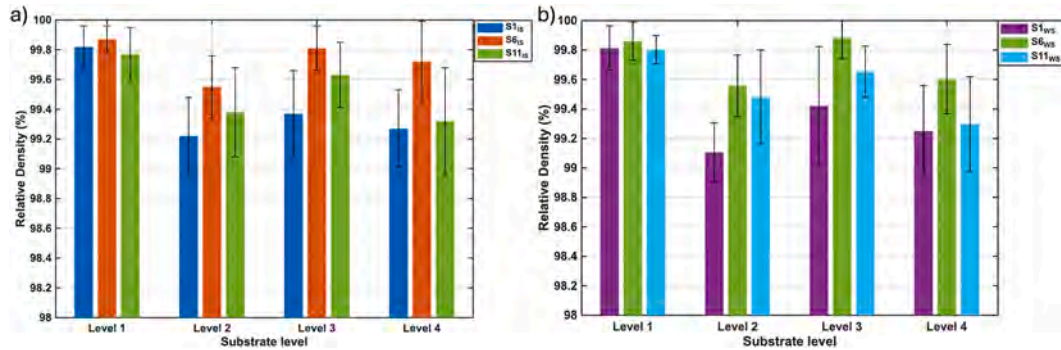 a)
Relative Density (%)
100
99.8
99.6
99.4
99.2
99
98.8
98.6
98.4
98.2
98
S1IS
S6IS
S11IS
Level 1 Level 2 Level 3 Level 4
Substrate level
b)
Relative Density (%)
100
99.8
99.6
99.4
99.2
99
98.8
98.6
98.4
98.2
98
S1WS
S6WS
S11WS
Level 1 Level 2 Level 3 Level 4
Substrate level